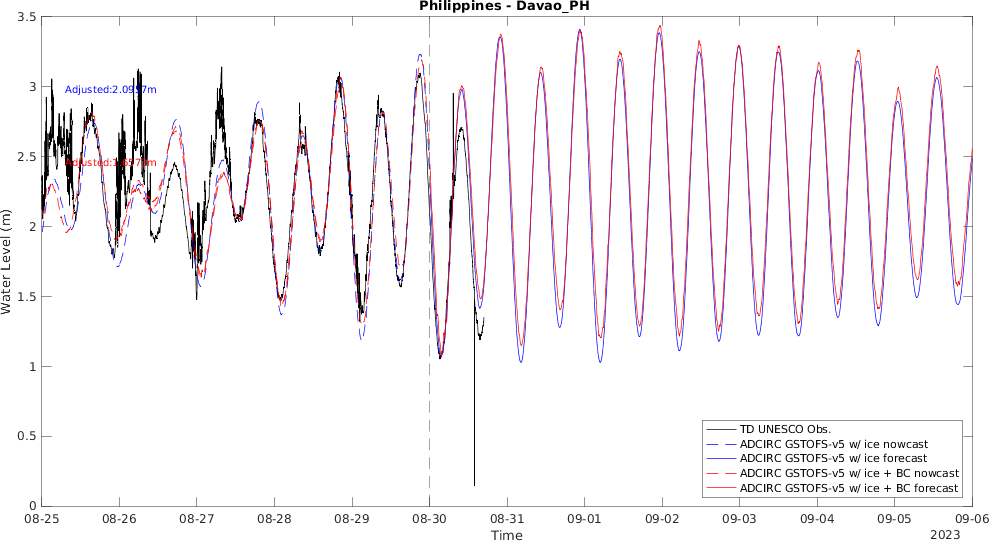 Philippines - Davao_PH
3.5
3
2.5
2
1.5
1
0.5
0
Water Level (m)
Adjusted:2.0957m
TD UNESCO Obs.
ADCIRC GSTOFS-v5 w/ ice nowcast
ADCIRC GSTOFS-v5 w/ ice forecast
ADCIRC GSTOFS-v5 w/ ice + BC nowcast
ADCIRC GSTOFS-v5 w/ ice + BC forecast
08-25 08-26 08-27 08-28 08-29 08-30 08-31 09-01 09-02 09-03 09-04 09-05 09-06
Time
2023